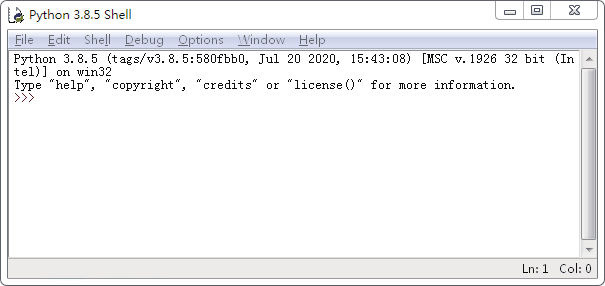 Python 3.8.5 Shell
File Edit Shell Debug Options Window Help
Python 3.8.5 (tags/v3.8.5:580fbb0, Jul 20 2020, 15:43:08) [MSC v.1926 32 bit (In
tel)] on win32
Type "help", "copyright", "credits" or "license()" for more information.
>>>
Ln: 1 Col: 0